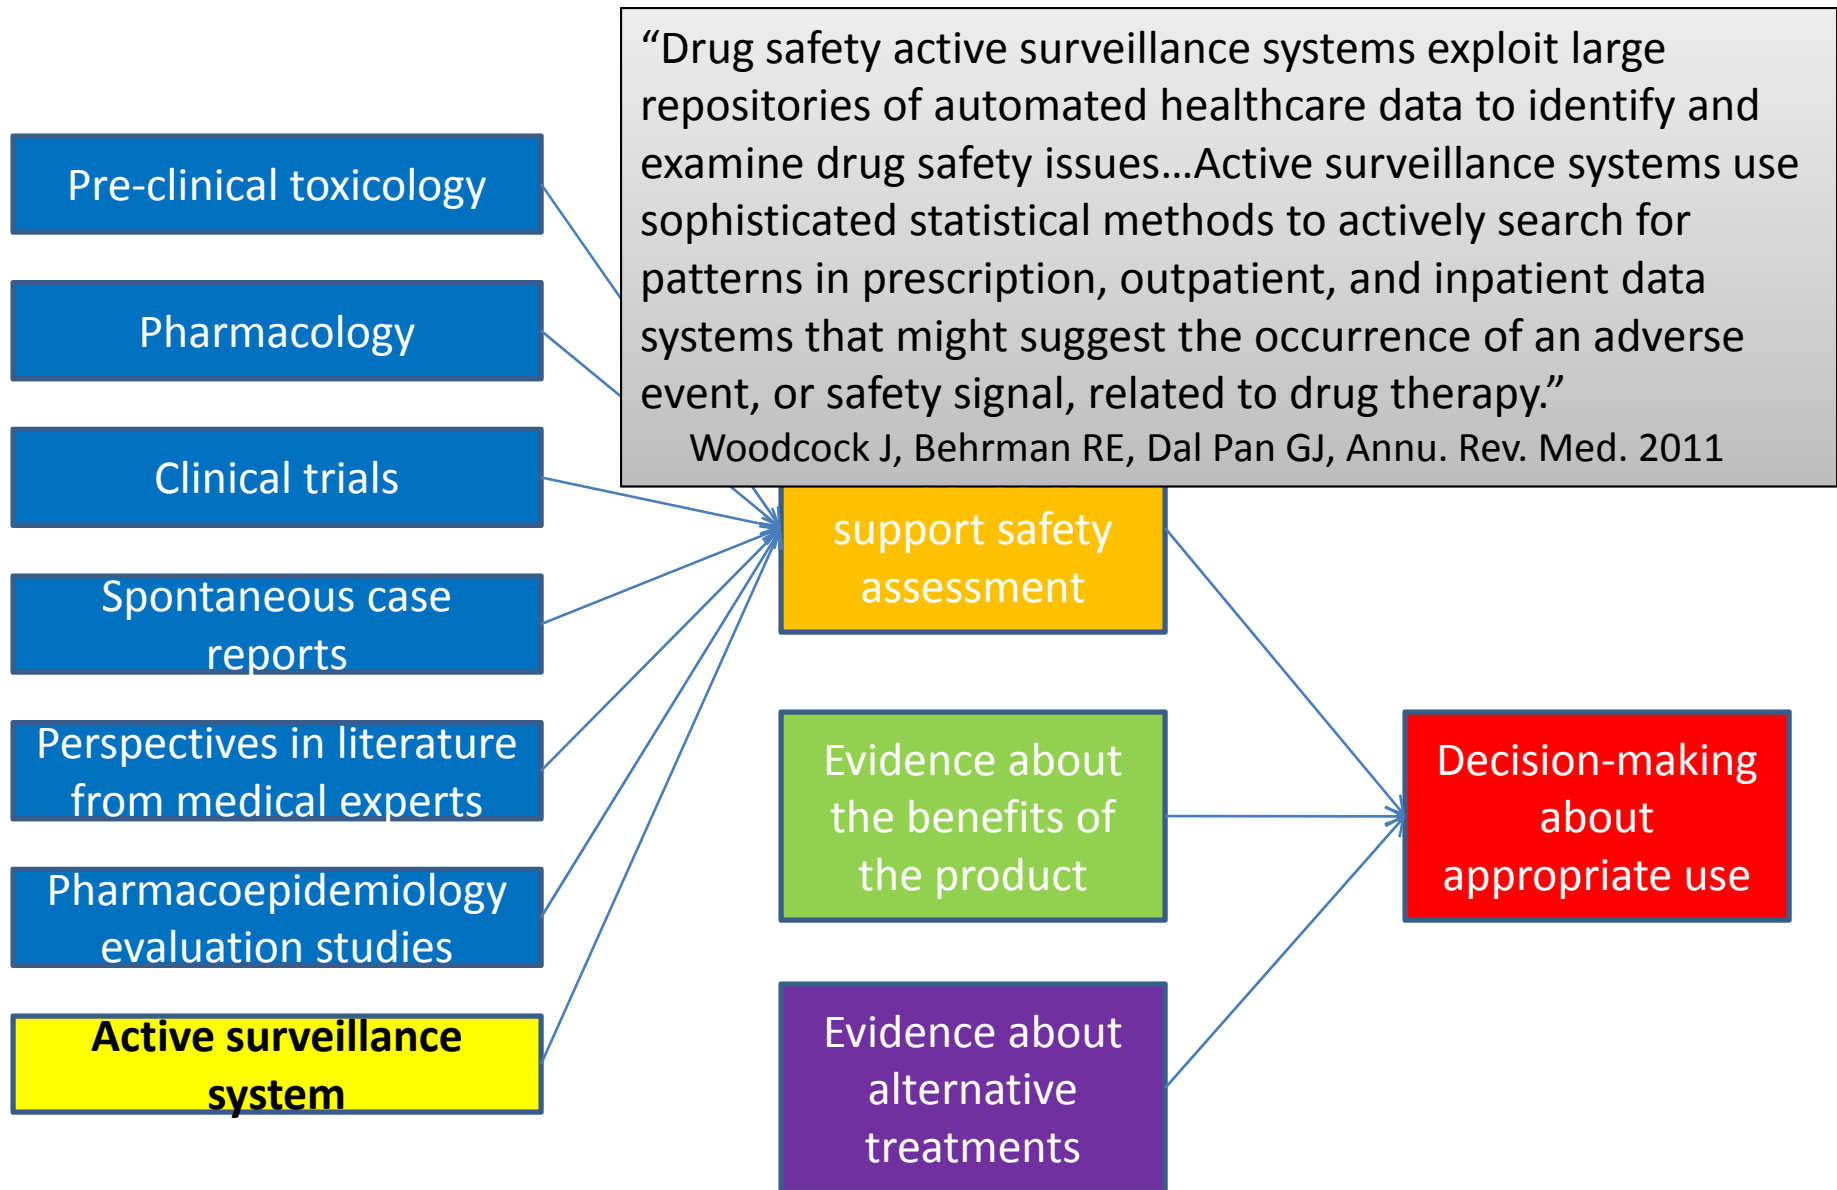 “Drug safety active surveillance systems exploit large
repositories of automated healthcare data to identify and
examine drug safety issues…Active surveillance systems use
sophisticated statistical methods to actively search for
patterns in prescription, outpatient, and inpatient data
systems that might suggest the occurrence of an adverse
event, or safety signal, related to drug therapy.”
Woodcock J, Behrman RE, Dal Pan GJ, Annu. Rev. Med. 2011
Pre-clinical toxicology
Pharmacology
Clinical trials
Spontaneous case
reports
Perspectives in literature
from medical experts
Pharmacoepidemiology
evaluation studies
Active surveillance
system
support safety
assessment
Evidence about
the benefits of
the product
Evidence about
alternative
treatments
Decision-making
about
appropriate use